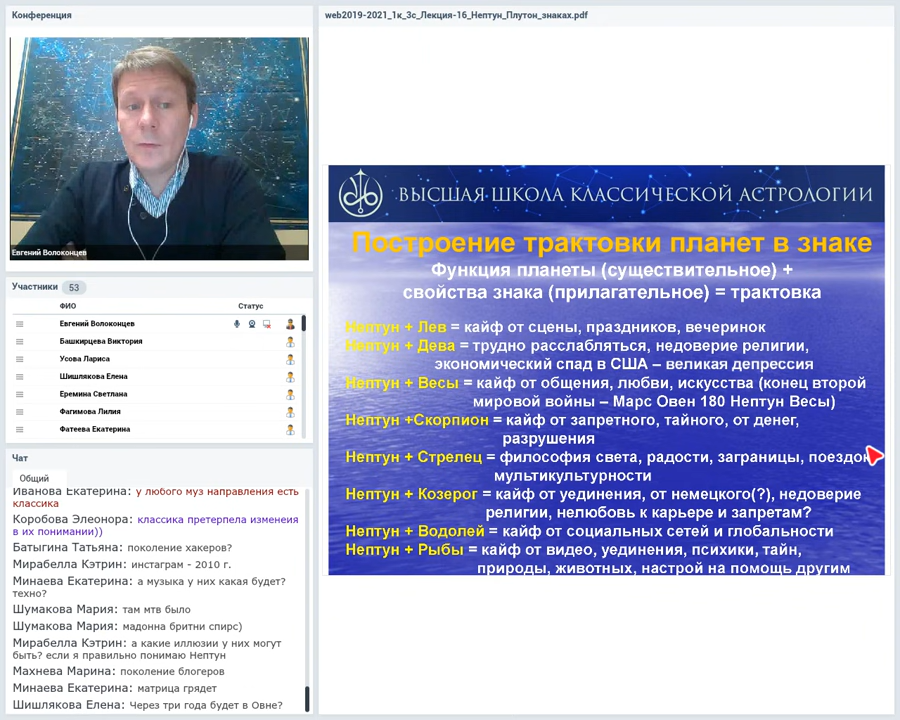 Конференция
Евгений Волоконцев
Участники 53
ФИО Статус
Евгений Волоконцев
Башкирцева Виктория
Усова Лариса
Шишлякова Елена
Еремина Светлана
Фагимова Лилия
Фатеева Екатерина
Чат
Общий
Иванова Екатерина: у любого муз направления есть
классика
Коробова Элеонора: классика претерпела изменеия
в их понимании))
Батыгина Татьяна: поколение хакеров?
Мирабелла Кэтрин: инстаграм - 2010 г.
Минаева Екатерина: а музыка у них какая будет?
техно?
Шумакова Мария: там мтв было
Шумакова Мария: мадонна бритни спирс)
Мирабелла Кэтрин: а какие иллюзии у них могут
быть? если я правильно понимаю Нептун
Махнева Марина: поколение блогеров
Минаева Екатерина: матрица грядет
Шишлякова Елена: Через три года будет в Овне?
web2019-2021_1к_3с_Лекция-16_Нептун_Плутон_знаках.pdf
ВЫСШАЯ ШКОЛА КЛАССИЧЕСКОЙ АСТРОЛОГИИ
Построение трактовки планет в знаке
Функция планеты (существительное) +
свойства знака (прилагательное) = трактовка
Нептун + Лев = кайф от сцены, праздников, вечеринок
Нептун + Дева = трудно расслабляться, недоверие религии,
экономический спад в США – великая депрессия
Нептун + Весы = кайф от общения, любви, искусства (конец второй
мировой войны – Марс Овен 180 Нептун Весы)
Нептун +Скорпион = кайф от запретного, тайного, от денег,
разрушения
Нептун + Стрелец = философия света, радости, заграницы, поездок
мультикультурности
Нептун + Козерог = кайф от уединения, от немецкого(?), недоверие
религии, нелюбовь к карьере и запретам?
Нептун + Водолей = кайф от социальных сетей и глобальности
Нептун + Рыбы = кайф от видео, уединения, психики, тайн,
природы, животных, настрой на помощь другим